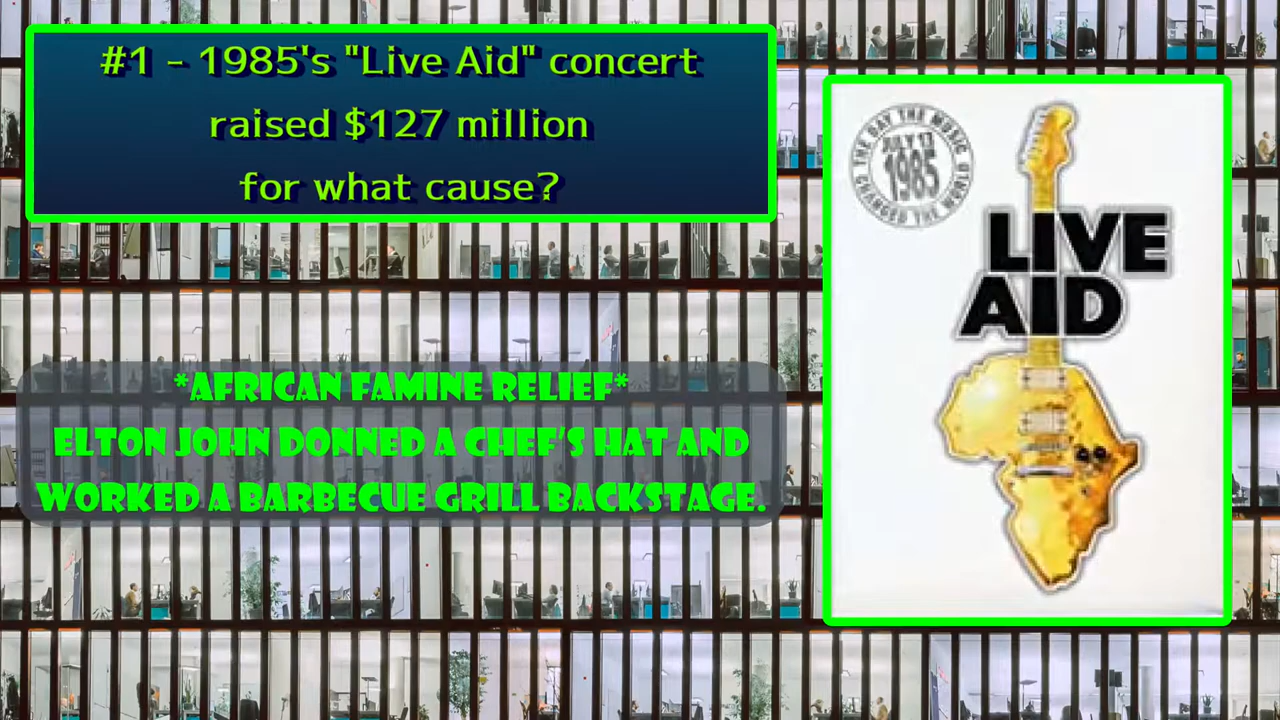 #1 - 1985's "Live Aid" concert
raised $127 million
for what cause?
THE DAY THE MUSIC CHANGED THE WORLD
JULY 13
1985
LIVE
AID
*AFRICAN FAMINE RELIEF*
ELTON JOHN DONNED A CHEF'S HAT AND
WORKED A BARBECUE GRILL BACKSTAGE.